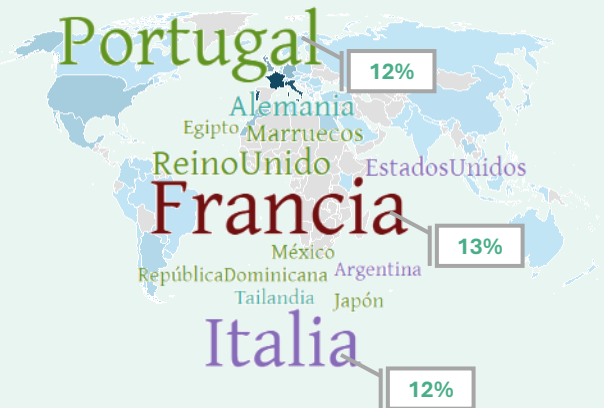 Portugal
12%
Alemania
Egipto
Marruecos
ReinoUnido
EstadosUnidos
Francia
13%
México
RepúblicaDominicana
Argentina
Tailandia
Japón
Italia
12%